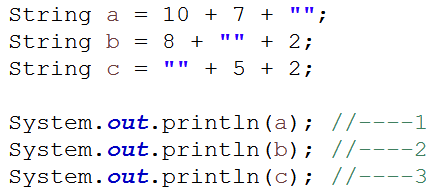 String a = 10 + 7 + "";
String b = 8 + "" + 2;
String c = "" + 5 + 2;
System.out.println(a); //----1
System.out.println(b); //----2
System.out.println(c); //----3